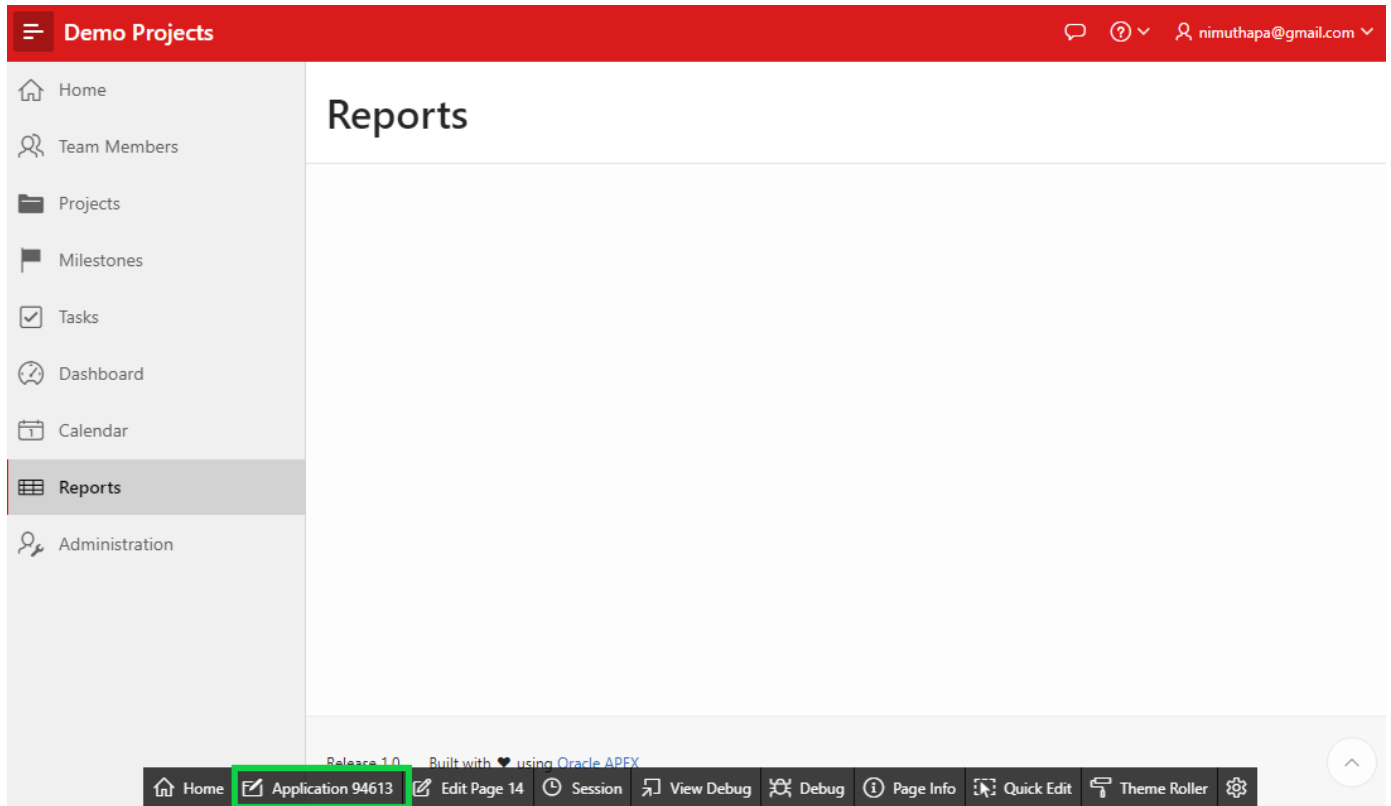 Demo Projects
nimuthapa@gmail.com
Home
Reports
Team Members
Projects
Milestones
Tasks
Dashboard
1
Calendar
Reports
Administration
Release 1.0 Built with ♥ using Oracle APEX
Home Application 94613 Edit Page 14 Session View Debug Debug Page Info Quick Edit Theme Roller